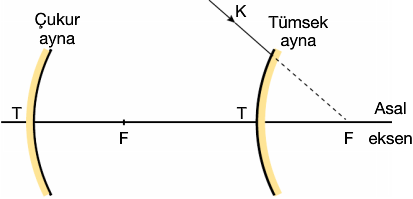 Çukur
ayna
K
Tümsek
ayna
T
F
T
F
Asal
eksen